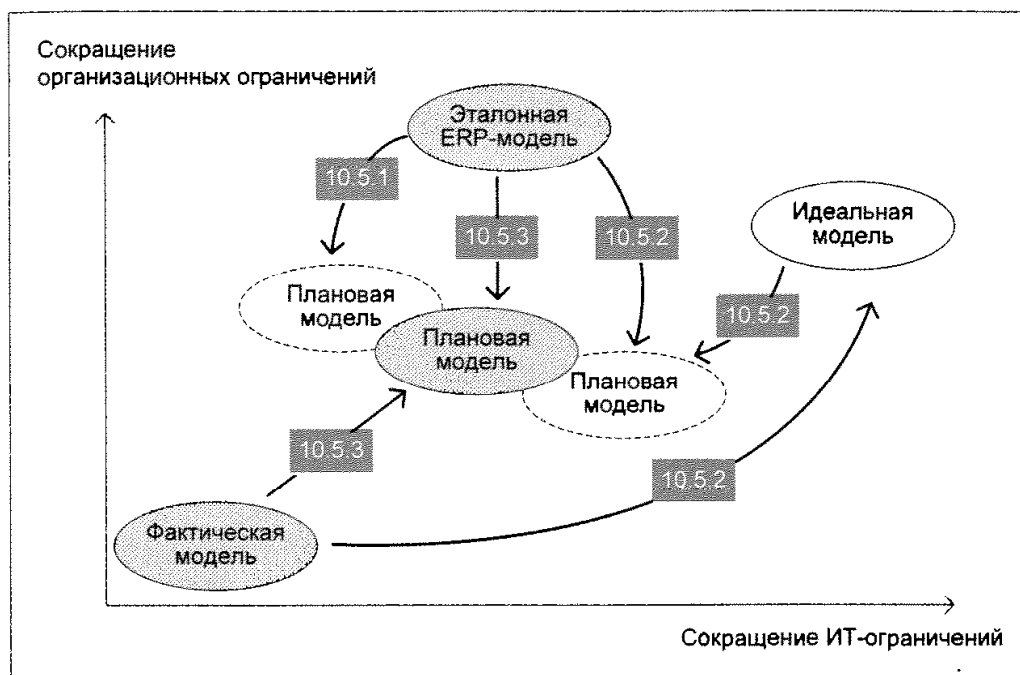 Сокращение
организационных ограничений
Эталонная
ERP-модель
10.5.1
10.5.3
10.5.2
Идеальная
модель
Плановая
модель
10.5.2
Плановая
модель
Плановая
модель
10.5.3
10.5.2
Фактическая
модель
Сокращение ИТ-ограничений